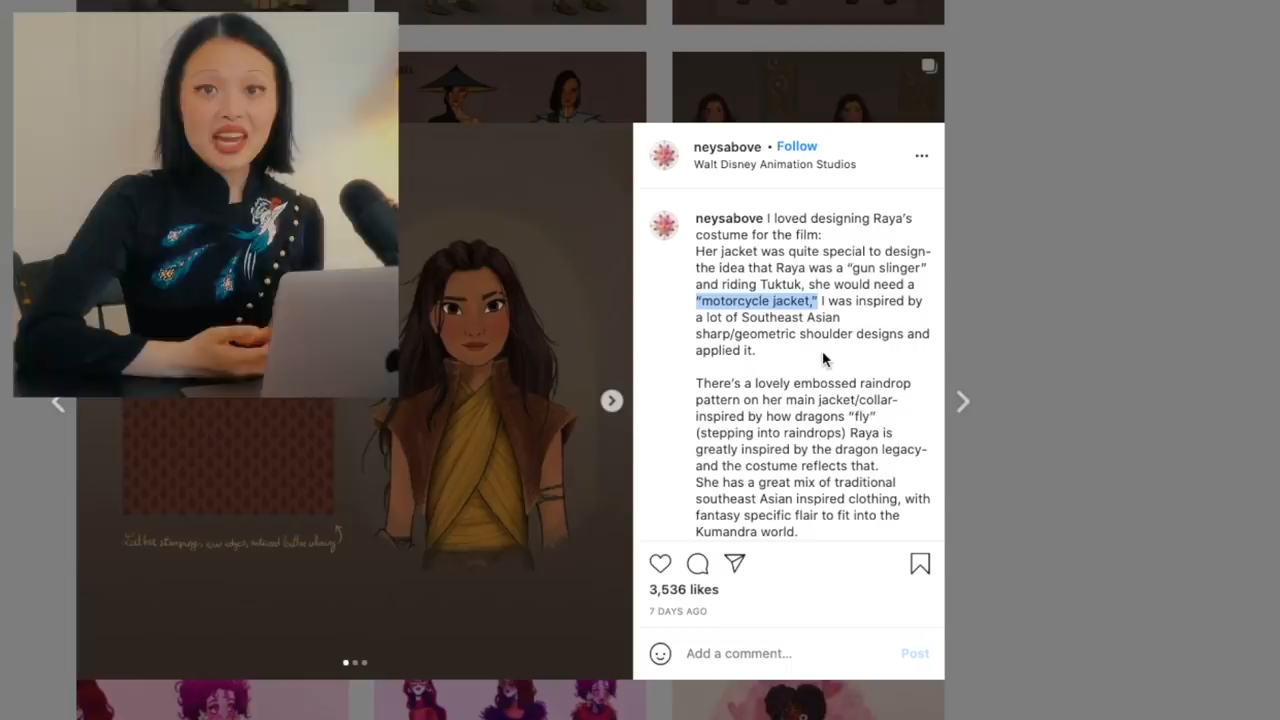 neysabove • Follow
Walt Disney Animation Studios
neysabove I loved designing Raya’s
costume for the film:
Her jacket was quite special to design-
the idea that Raya was a “gun slinger”
and riding Tuktuk, she would need a
“motorcycle jacket,” I was inspired by
a lot of Southeast Asian
sharp/geometric shoulder designs and
applied it.
There’s a lovely embossed raindrop
pattern on her main jacket/collar-
inspired by how dragons “fly”
(stepping into raindrops) Raya is
greatly inspired by the dragon legacy-
and the costume reflects that.
She has a great mix of traditional
southeast Asian inspired clothing, with
fantasy specific flair to fit into the
Kumandra world.
3,536 likes
7 DAYS AGO
Add a comment...
Post